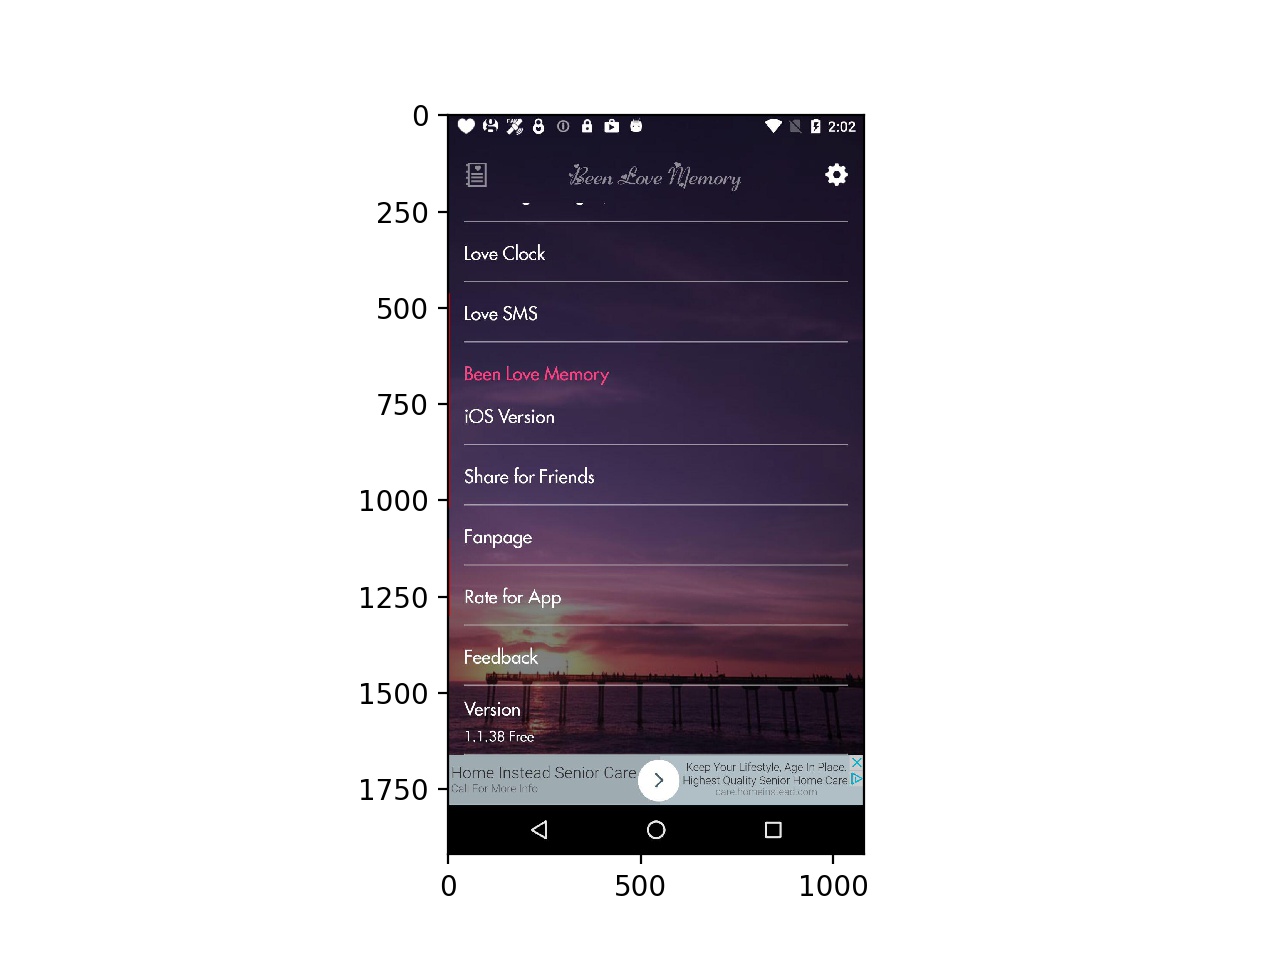 0
250
500
750
1000
1250
1500
1750
0
500
1000
2:02
Been Love Memory
Love Clock
Love SMS
Been Love Memory
iOS Version
Share for Friends
Fanpage
Rate for App
Feedback
Version
1.1.38 Free
Home Instead Senior Care
Call For More Info
Keep Your Lifestyle, Age In Place.
Highest Quality Senior Home Care
care.homeinstead.com